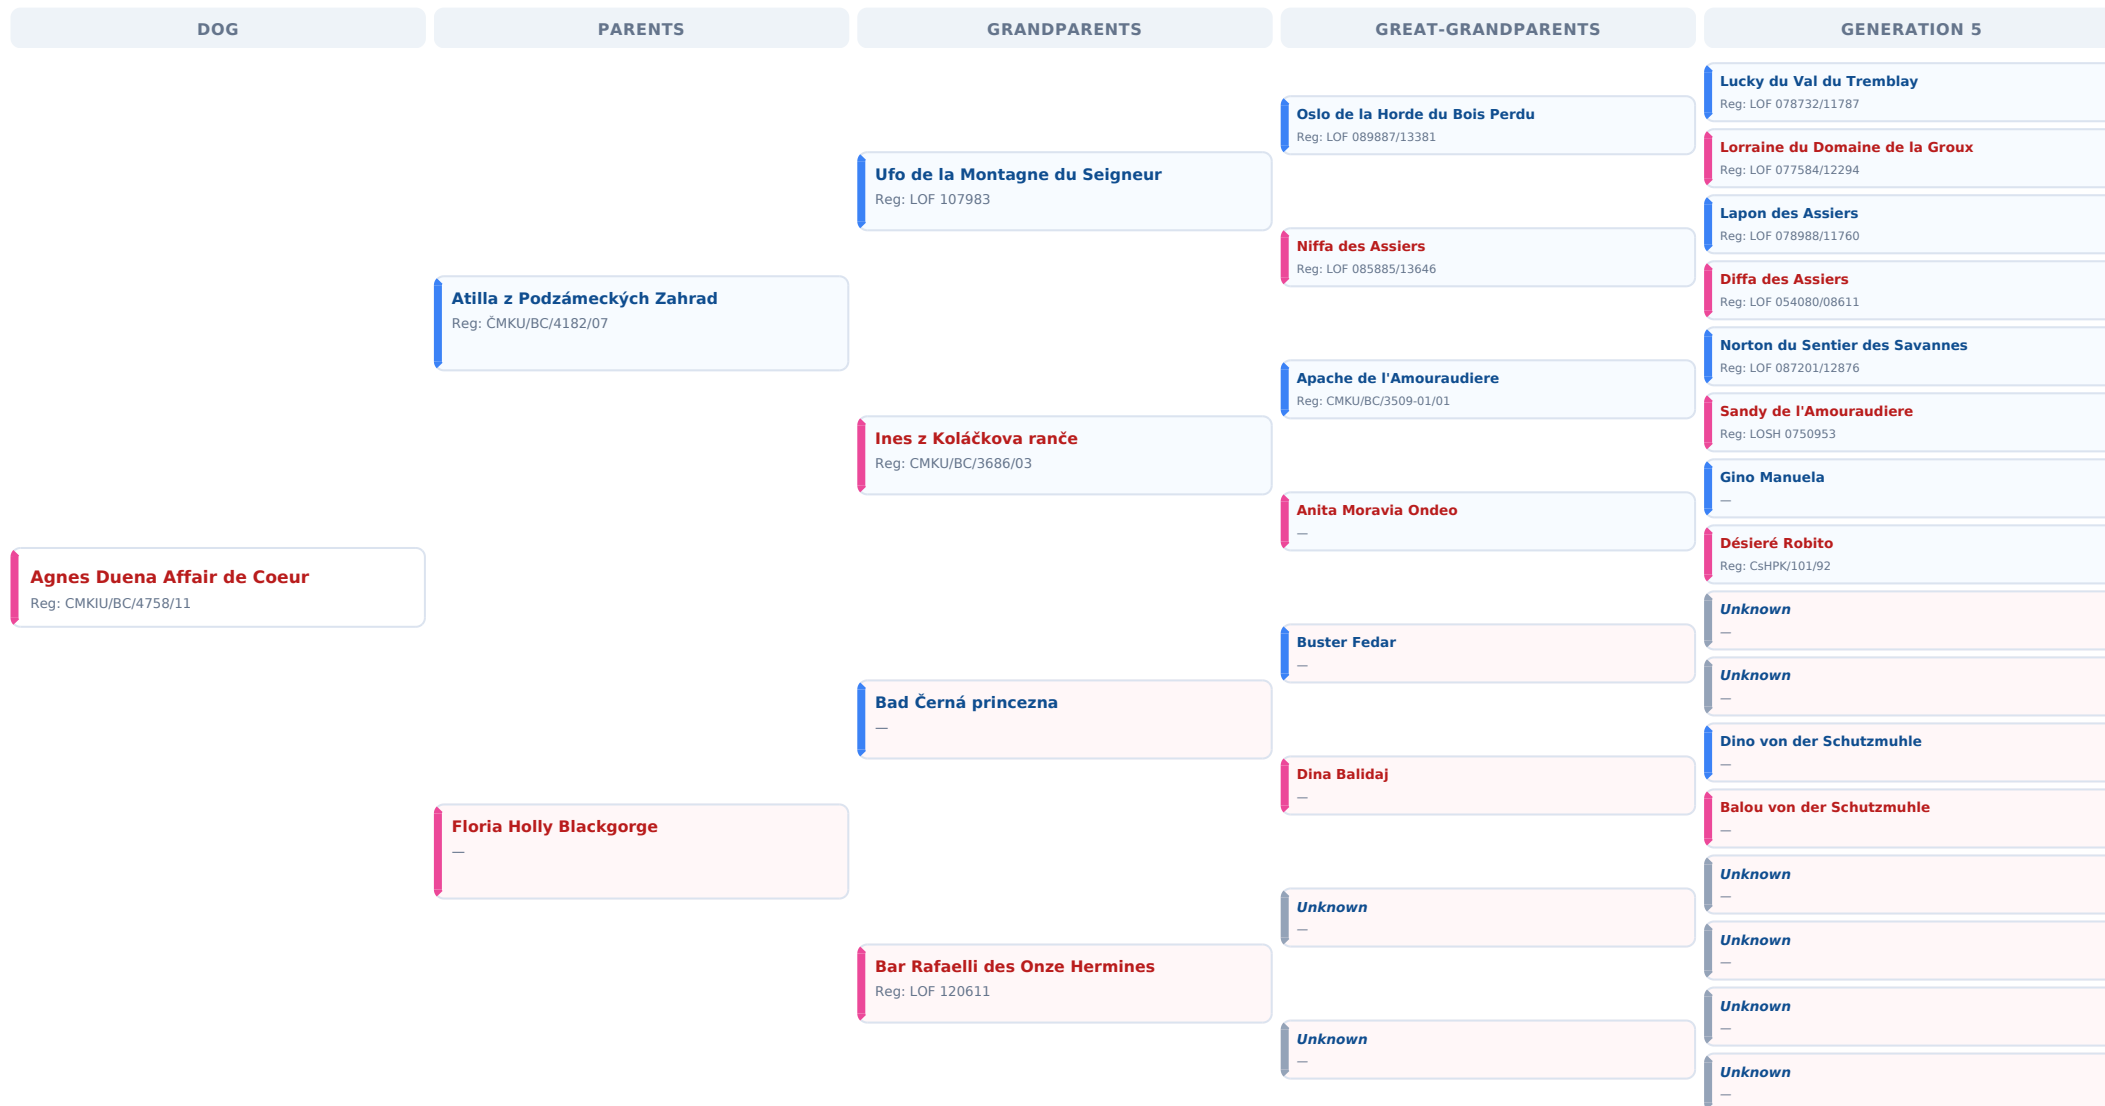 DOG
PARENTS
GRANDPARENTS
GREAT-GRANDPARENTS
GENERATION 5
Agnes Duena Affair de Coeur
Reg: CMKIU/BC/4758/11
Atilla z Podzámeckých Zahrad
Reg: ČMKU/BC/4182/07
Floria Holly Blackgorge
—
Ufo de la Montagne du Seigneur
Reg: LOF 107983
Ines z Koláčkova ranče
Reg: CMKU/BC/3686/03
Bad Černá princezna
—
Bar Rafaelli des Onze Hermines
Reg: LOF 120611
Oslo de la Horde du Bois Perdu
Reg: LOF 089887/13381
Niffa des Assiers
Reg: LOF 085885/13646
Apache de l'Amouraudiere
Reg: CMKU/BC/3509-01/01
Anita Moravia Ondeo
—
Buster Fedar
—
Dina Balidaj
—
Unknown
—
Unknown
—
Lucky du Val du Tremblay
Reg: LOF 078732/11787
Lorraine du Domaine de la Groux
Reg: LOF 077584/12294
Lapon des Assiers
Reg: LOF 078988/11760
Diffa des Assiers
Reg: LOF 054080/08611
Norton du Sentier des Savannes
Reg: LOF 087201/12876
Sandy de l'Amouraudiere
Reg: LOSH 0750953
Gino Manuela
—
Désieré Robito
Reg: CsHPK/101/92
Unknown
—
Unknown
—
Dino von der Schutzmuhle
—
Balou von der Schutzmuhle
—
Unknown
—
Unknown
—
Unknown
—
Unknown
—